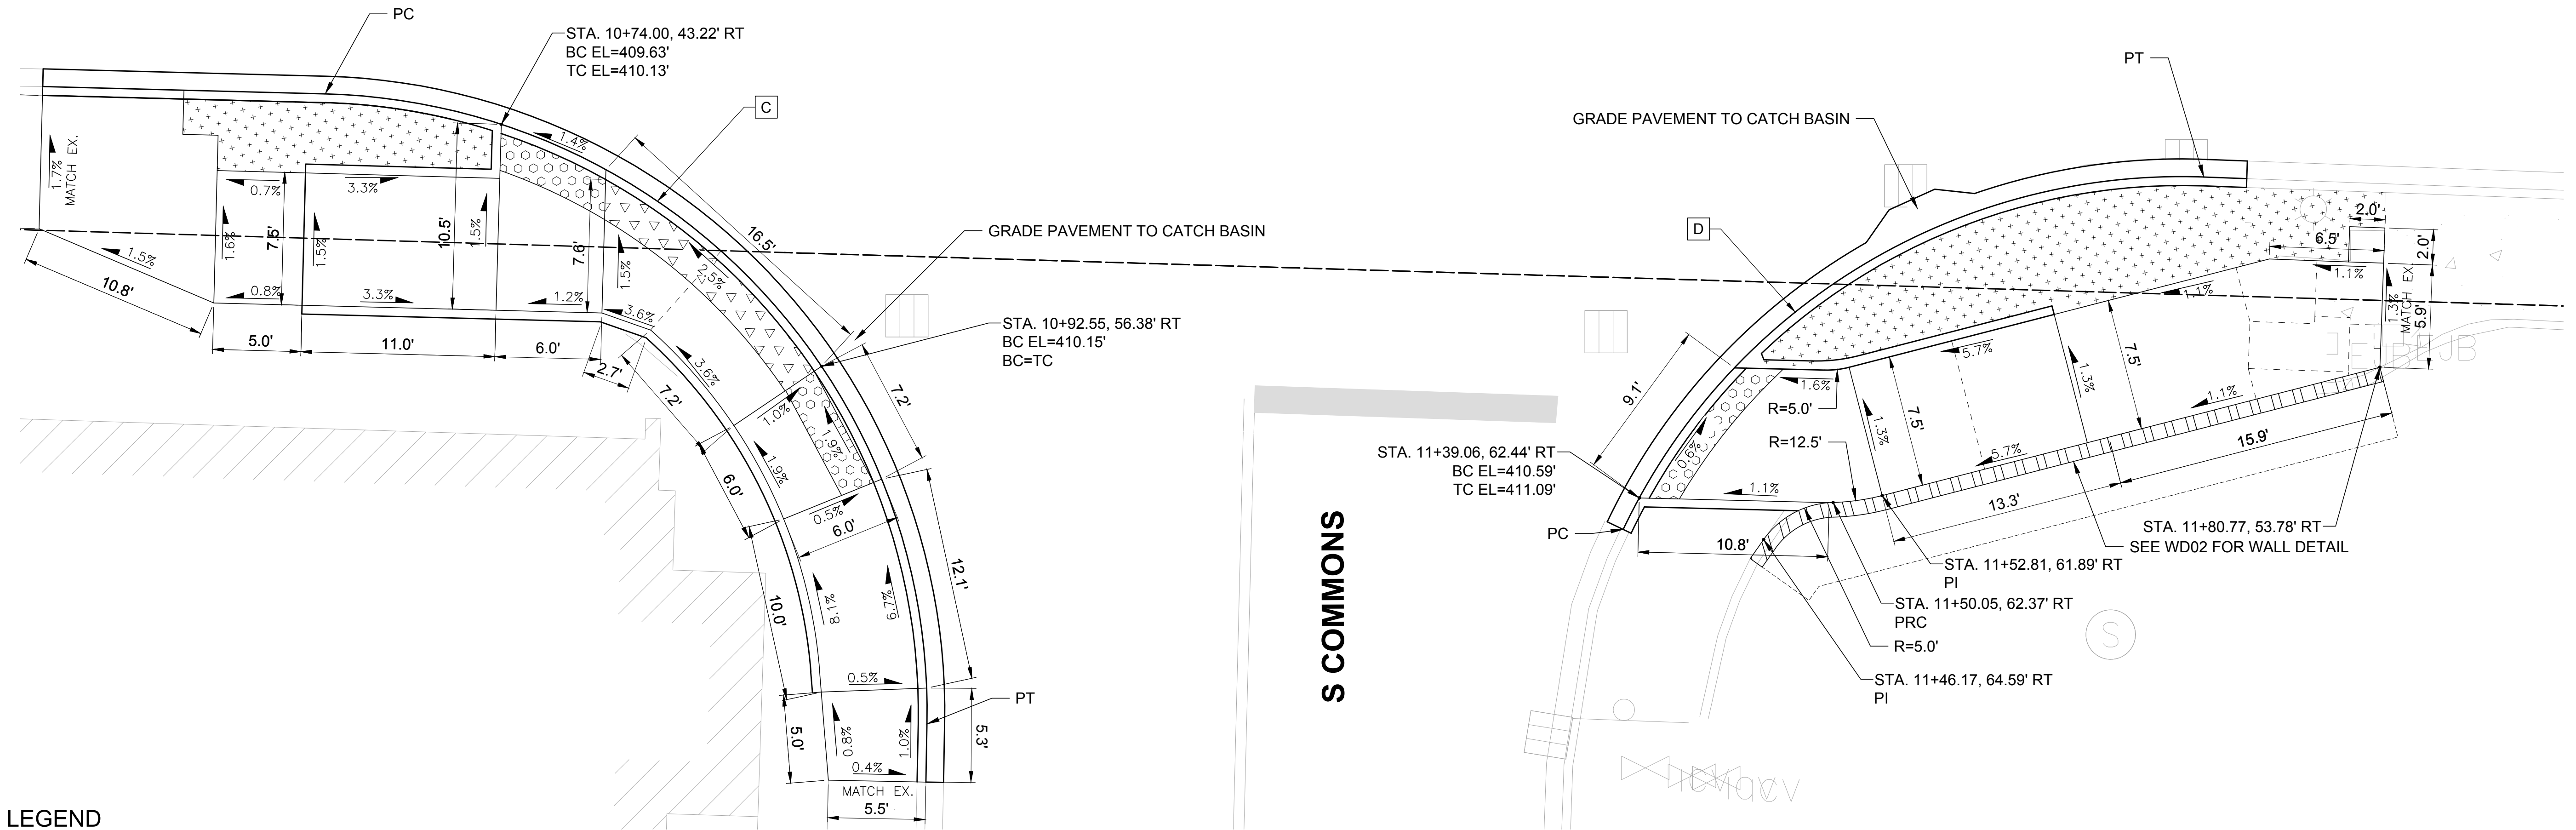 PC
STA. 10+74.00, 43.22' RT
BC EL=409.63'
TC EL=410.13'
C
1.4%
1.7%
MATCH EX.
0.7%
3.3%
1.6%
7.5'
1.5%
10.5'
1.5%
7.6'
1.5%
16.5'
2.5%
GRADE PAVEMENT TO CATCH BASIN
1.5%
10.8'
0.8%
3.3%
1.2%
3.6%
5.0'
11.0'
6.0'
2.7'
STA. 10+92.55, 56.38' RT
BC EL=410.15'
BC=TC
3.6%
7.2'
7.2'
1.0%
1.9%
1.9%
6.0'
0.5%
6.0'
12.1'
10.0'
8.1%
6.7%
0.5%
PT
5.0'
0.8%
1.0%
5.3'
0.4%
MATCH EX.
5.5'
LEGEND
S COMMONS
PT
GRADE PAVEMENT TO CATCH BASIN
D
2.0'
6.5'
2.0'
1.1%
1.1%
1.3%
MATCH EX
5.9'
9.1'
1.6%
R=5.0'
5.7%
1.3%
7.5'
1.3%
7.5'
1.1%
R=12.5'
15.9'
STA. 11+39.06, 62.44' RT
BC EL=410.59'
TC EL=411.09'
0.6%
1.1%
5.7%
13.3'
PC
10.8'
STA. 11+80.77, 53.78' RT
SEE WD02 FOR WALL DETAIL
STA. 11+52.81, 61.89' RT
PI
STA. 11+50.05, 62.37' RT
PRC
R=5.0'
STA. 11+46.17, 64.59' RT
PI
S